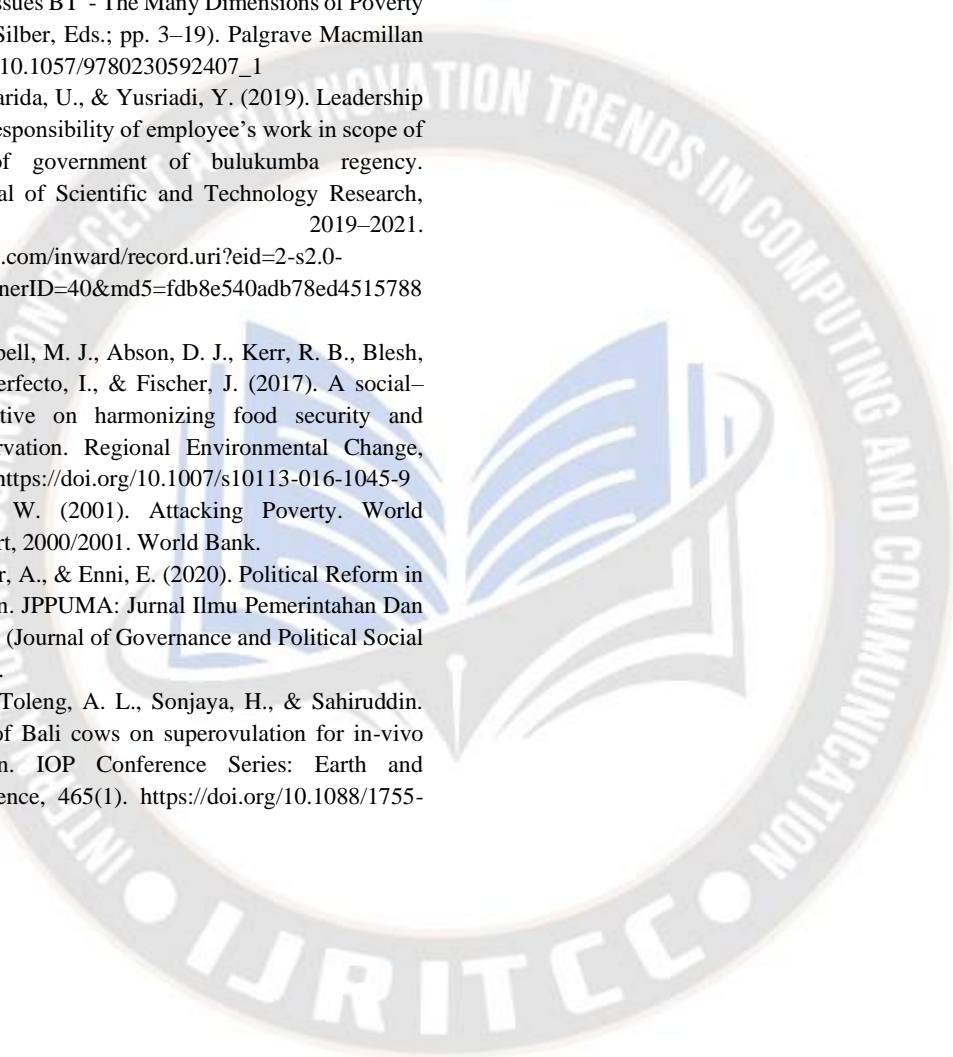 ssues BT - The Many Dimensions of Poverty
Silber, Eds.; pp. 3–19). Palgrave Macmillan
10.1057/9780230592407_1
arida, U., & Yusriadi, Y. (2019). Leadership
esponsibility of employee's work in scope of
of government of bulukumba regency.
al of Scientific and Technology Research,
2019–2021.
.com/inward/record.uri?eid=2-s2.0-
nerID=40&md5=fdb8e540adb78ed4515788
bell, M. J., Abson, D. J., Kerr, R. B., Blesh,
erfecto, I., & Fischer, J. (2017). A social–
tive on harmonizing food security and
rvation. Regional Environmental Change,
https://doi.org/10.1007/s10113-016-1045-9
W. (2001). Attacking Poverty. World
rt, 2000/2001. World Bank.
r, A., & Enni, E. (2020). Political Reform in
n. JPPUMA: Jurnal Ilmu Pemerintahan Dan
(Journal of Governance and Political Social
.
Toleng, A. L., Sonjaya, H., & Sahiruddin.
of Bali cows on superovulation for in-vivo
n. IOP Conference Series: Earth and
ence, 465(1). https://doi.org/10.1088/1755-
INNOVATION TRENDS IN COMPUTING AND COMMUNICATION
IJRITCC